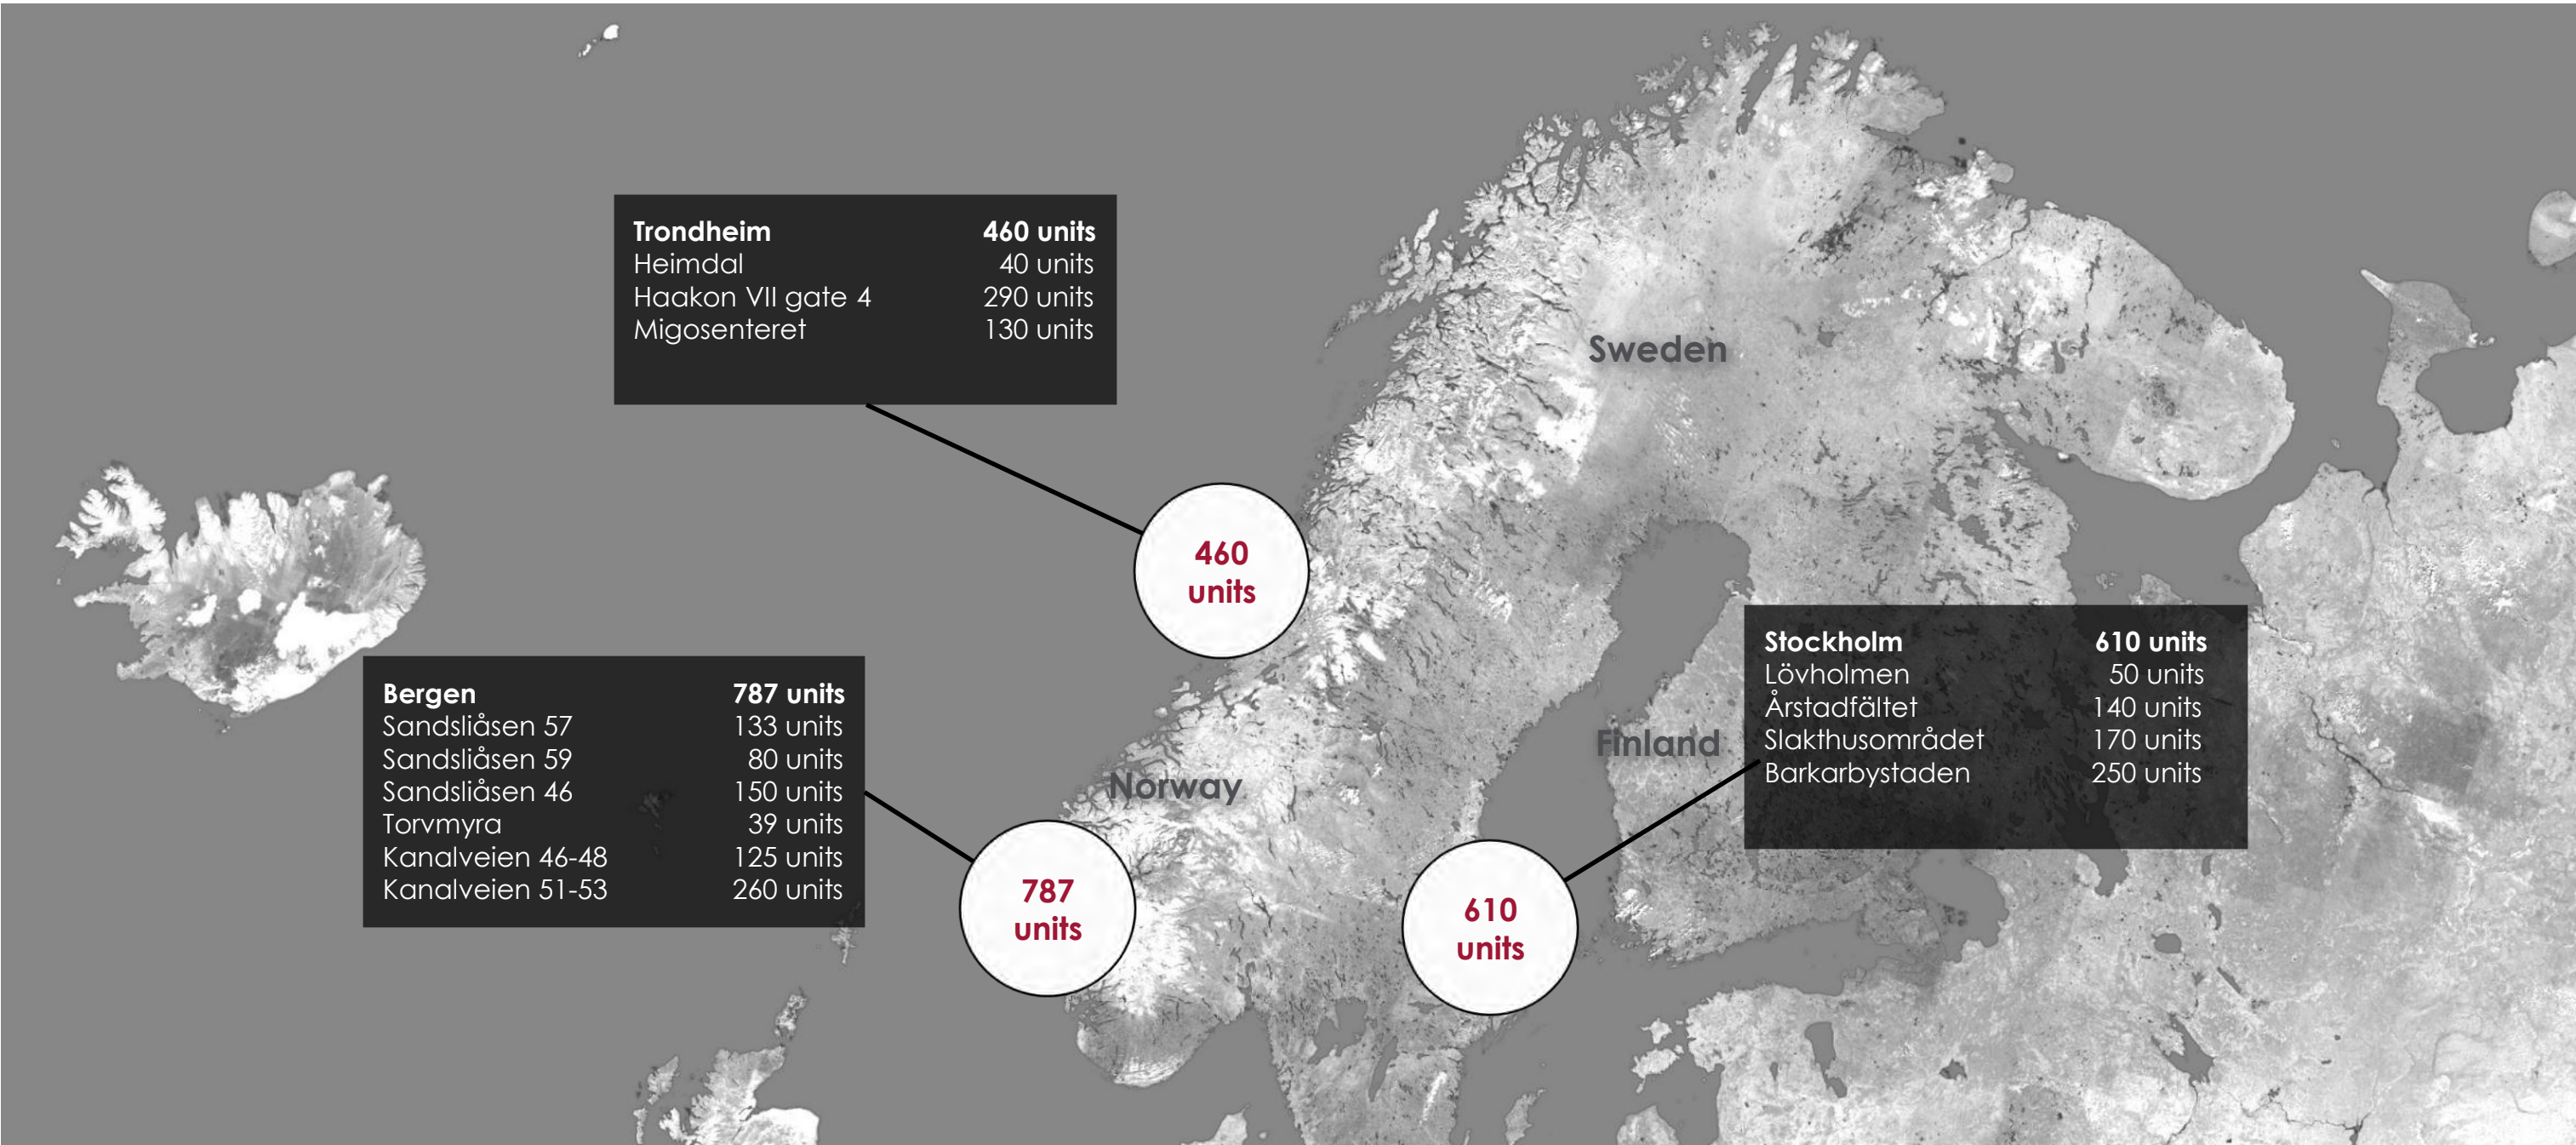 Trondheim 460 units
Heimdal 40 units
Haakon VII gate 4 290 units
Migosenteret 130 units
Sweden
460
units
Bergen 787 units
Sandsliåsen 57 133 units
Sandsliåsen 59 80 units
Sandsliåsen 46 150 units
Torvmyra 39 units
Kanalveien 46-48 125 units
Kanalveien 51-53 260 units
Norway
787
units
Finland
Stockholm 610 units
Lövholmen 50 units
Årstadfältet 140 units
Slakthusområdet 170 units
Barkarbystaden 250 units
610
units